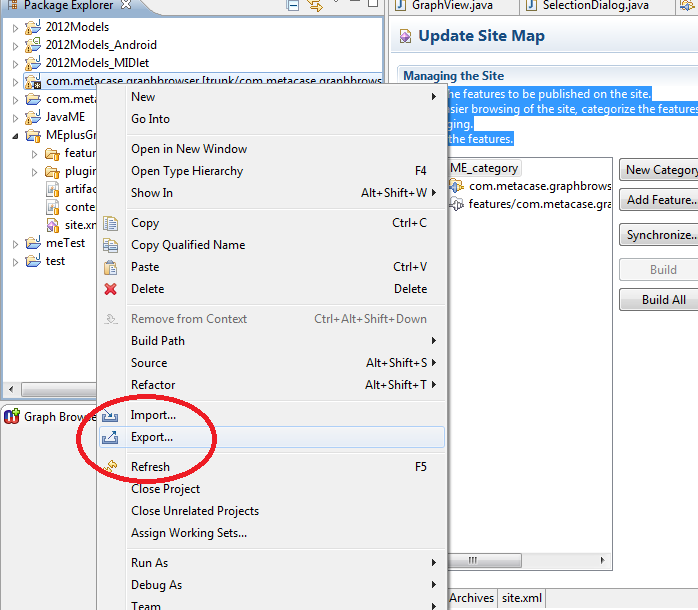 Package Explorer
2012Models
2012Models_Android
2012Models_MIDlet
com.metacase.graphbrowser [trunk/com.metacase.graphbrows
com.meta
JavaME
MEplusGr
featur
plugin
artifac
conte
site.xm
meTest
test
Graph Browse
New
Go Into
Open in New Window
Open Type Hierarchy F4
Show In Alt+Shift+W
Copy Ctrl+C
Copy Qualified Name
Paste Ctrl+V
Delete Delete
Remove from Context Ctrl+Alt+Shift+Down
Build Path
Source Alt+Shift+S
Refactor Alt+Shift+T
Import...
Export...
Refresh F5
Close Project
Close Unrelated Projects
Assign Working Sets...
Run As
Debug As
Team
GraphView.java SelectionDialog.java
Update Site Map
Managing the Site
he features to be published on the site.
sier browsing of the site, categorize the features
ging.
the features.
ME_category
com.metacase.graphbrows
features/com.metacase.gra
New Category
Add Feature...
Synchronize...
Build
Build All
Archives site.xml